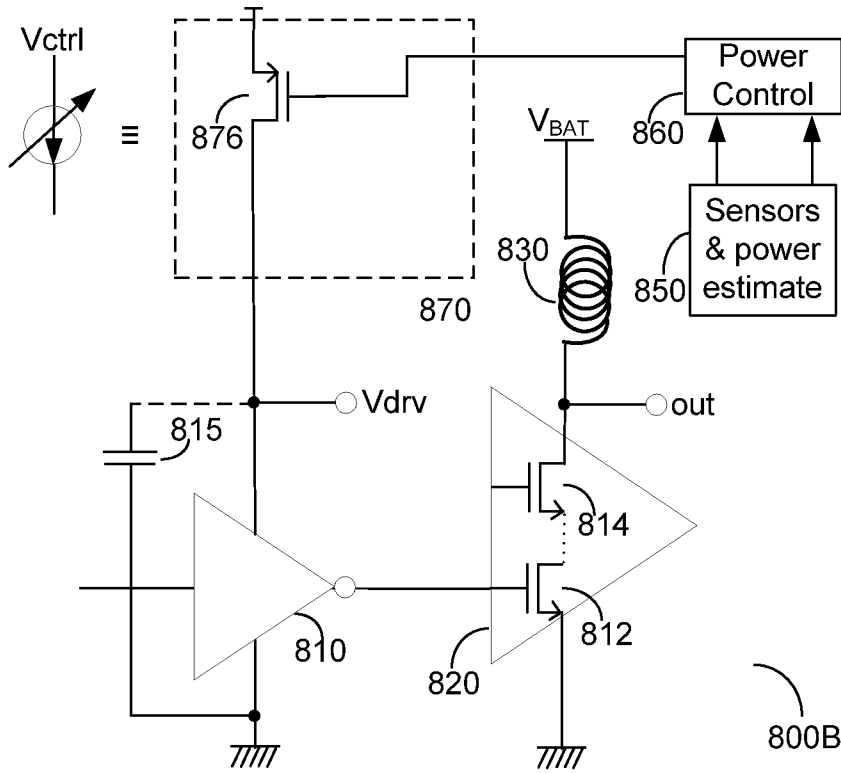 Vctrl
≡
876
Power
Control
860
VBAT
Sensors
& power
estimate
850
830
870
Vdrv
out
815
814
812
810
820
800B